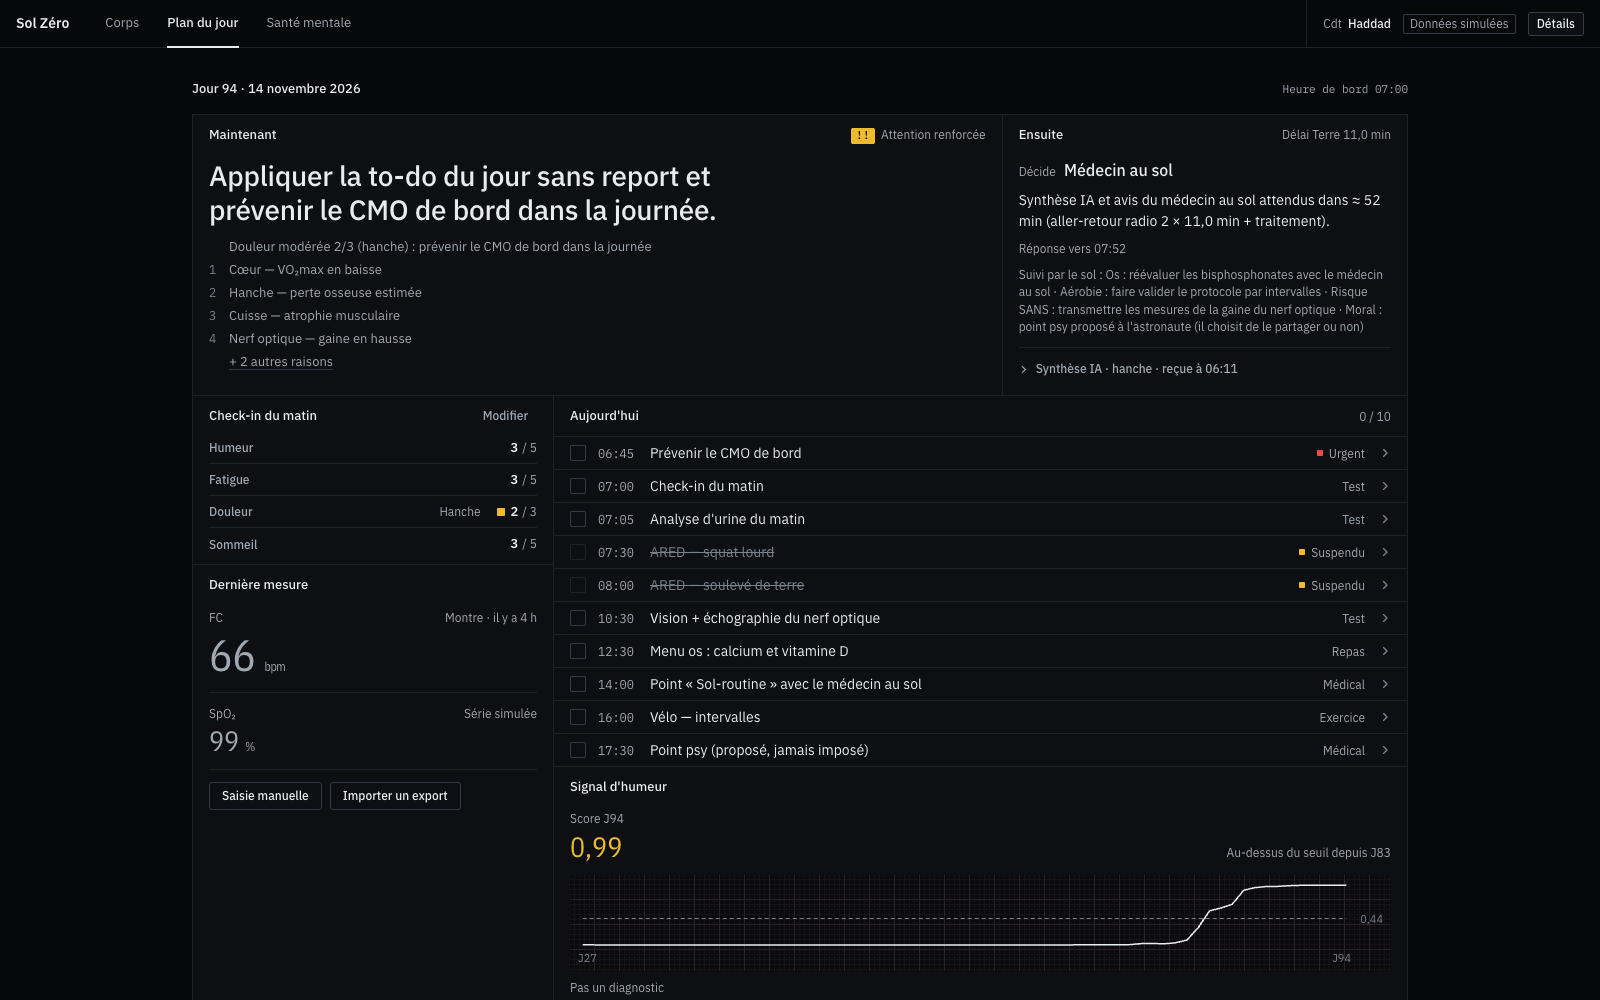 Sol Zéro
Corps
Plan du jour
Santé mentale
Cdt Haddad
Données simulées
Détails
Jour 94 · 14 novembre 2026
Heure de bord 07:00
Maintenant
!! Attention renforcée
Appliquer la to-do du jour sans report et
prévenir le CMO de bord dans la journée.
Douleur modérée 2/3 (hanche) : prévenir le CMO de bord dans la journée
1 Cœur — VO₂max en baisse
2 Hanche — perte osseuse estimée
3 Cuisse — atrophie musculaire
4 Nerf optique — gaine en hausse
+ 2 autres raisons
Ensuite
Délai Terre 11,0 min
Décide Médecin au sol
Synthèse IA et avis du médecin au sol attendus dans ≈ 52
min (aller-retour radio 2 × 11,0 min + traitement).
Réponse vers 07:52
Suivi par le sol : Os : réévaluer les bisphosphonates avec le médecin
au sol · Aérobie : faire valider le protocole par intervalles · Risque
SANS : transmettre les mesures de la gaine du nerf optique · Moral :
point psy proposé à l'astronaute (il choisit de le partager ou non)
Synthèse IA · hanche · reçue à 06:11
Check-in du matin
Modifier
Humeur 3 / 5
Fatigue 3 / 5
Douleur Hanche 2 / 3
Sommeil 3 / 5
Dernière mesure
FC Montre · il y a 4 h
66 bpm
SpO₂ Série simulée
99 %
Saisie manuelle
Importer un export
Aujourd'hui 0 / 10
06:45 Prévenir le CMO de bord Urgent
07:00 Check-in du matin Test
07:05 Analyse d'urine du matin Test
07:30 ARED — squat lourd Suspendu
08:00 ARED — soulevé de terre Suspendu
10:30 Vision + échographie du nerf optique Test
12:30 Menu os : calcium et vitamine D Repas
14:00 Point « Sol-routine » avec le médecin au sol Médical
16:00 Vélo — intervalles Exercice
17:30 Point psy (proposé, jamais imposé) Médical
Signal d'humeur
Score J94
0,99
Au-dessus du seuil depuis J83
0,44
J27
J94
Pas un diagnostic